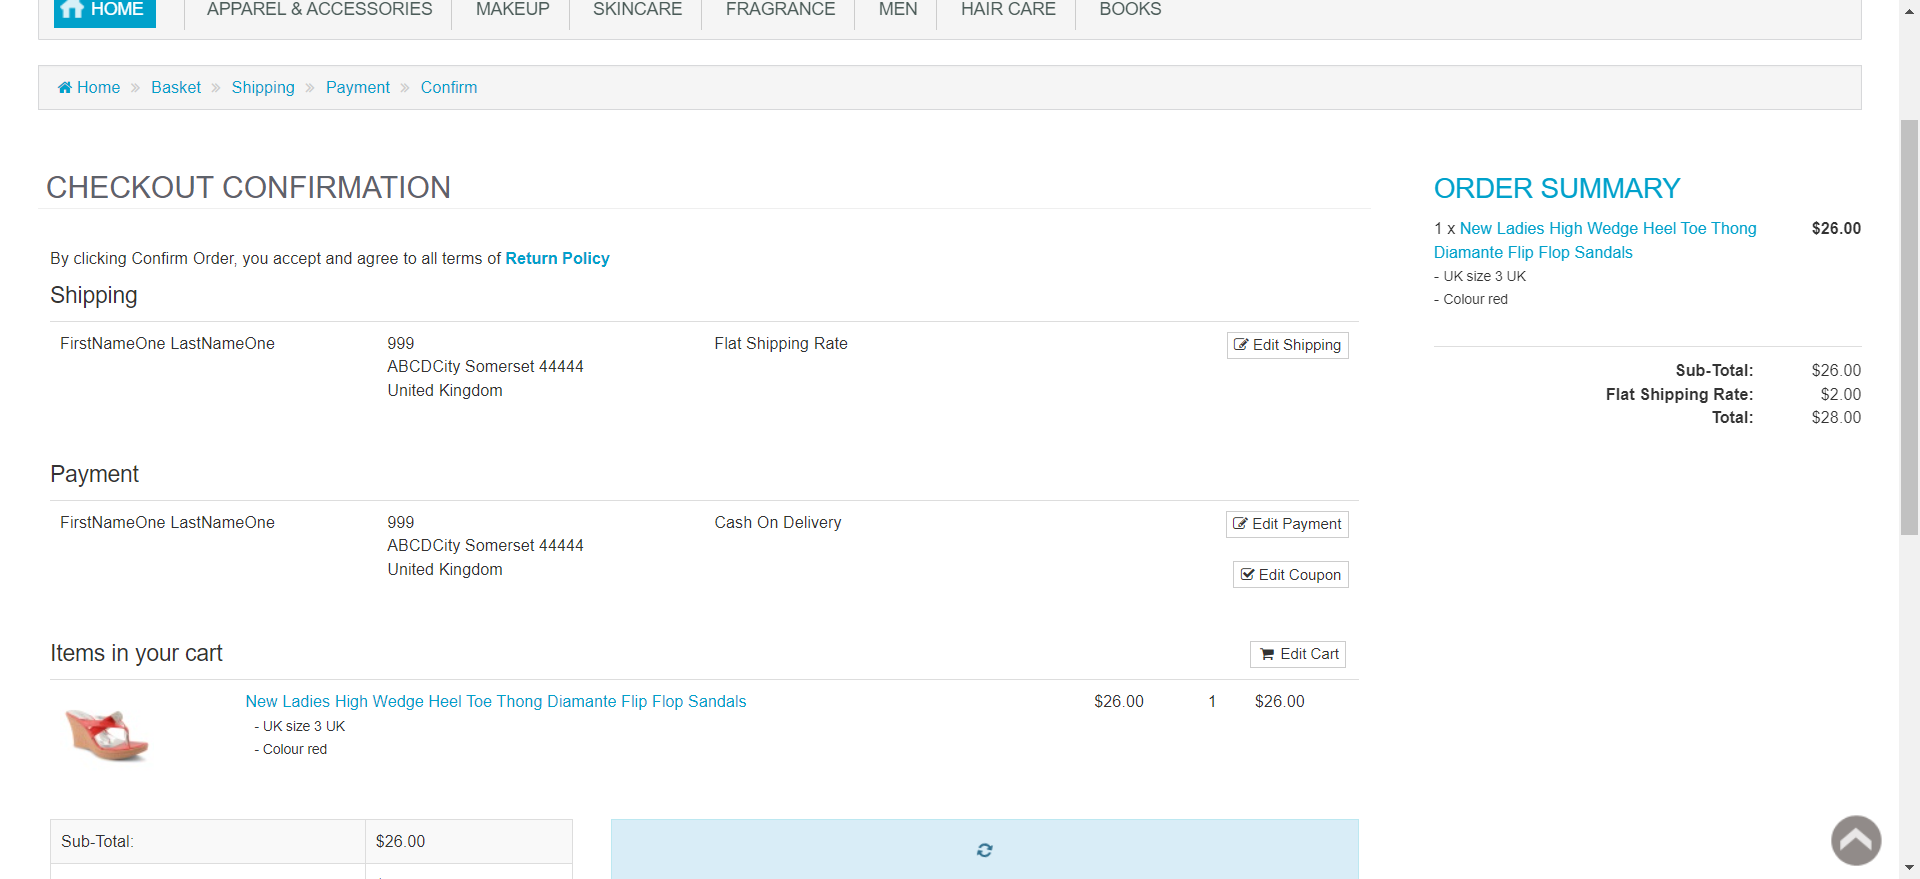 HOME APPAREL & ACCESSORIES MAKEUP SKINCARE FRAGRANCE MEN HAIR CARE BOOKS
Home » Basket » Shipping » Payment » Confirm
CHECKOUT CONFIRMATION
By clicking Confirm Order, you accept and agree to all terms of Return Policy
Shipping
FirstNameOne LastNameOne
999
ABCDCity Somerset 44444
United Kingdom
Flat Shipping Rate
Edit Shipping
Payment
FirstNameOne LastNameOne
999
ABCDCity Somerset 44444
United Kingdom
Cash On Delivery
Edit Payment
Edit Coupon
Items in your cart
Edit Cart
New Ladies High Wedge Heel Toe Thong Diamante Flip Flop Sandals $26.00 1 $26.00
- UK size 3 UK
- Colour red
Sub-Total: $26.00
ORDER SUMMARY
1 x New Ladies High Wedge Heel Toe Thong $26.00
Diamante Flip Flop Sandals
- UK size 3 UK
- Colour red
Sub-Total: $26.00
Flat Shipping Rate: $2.00
Total: $28.00